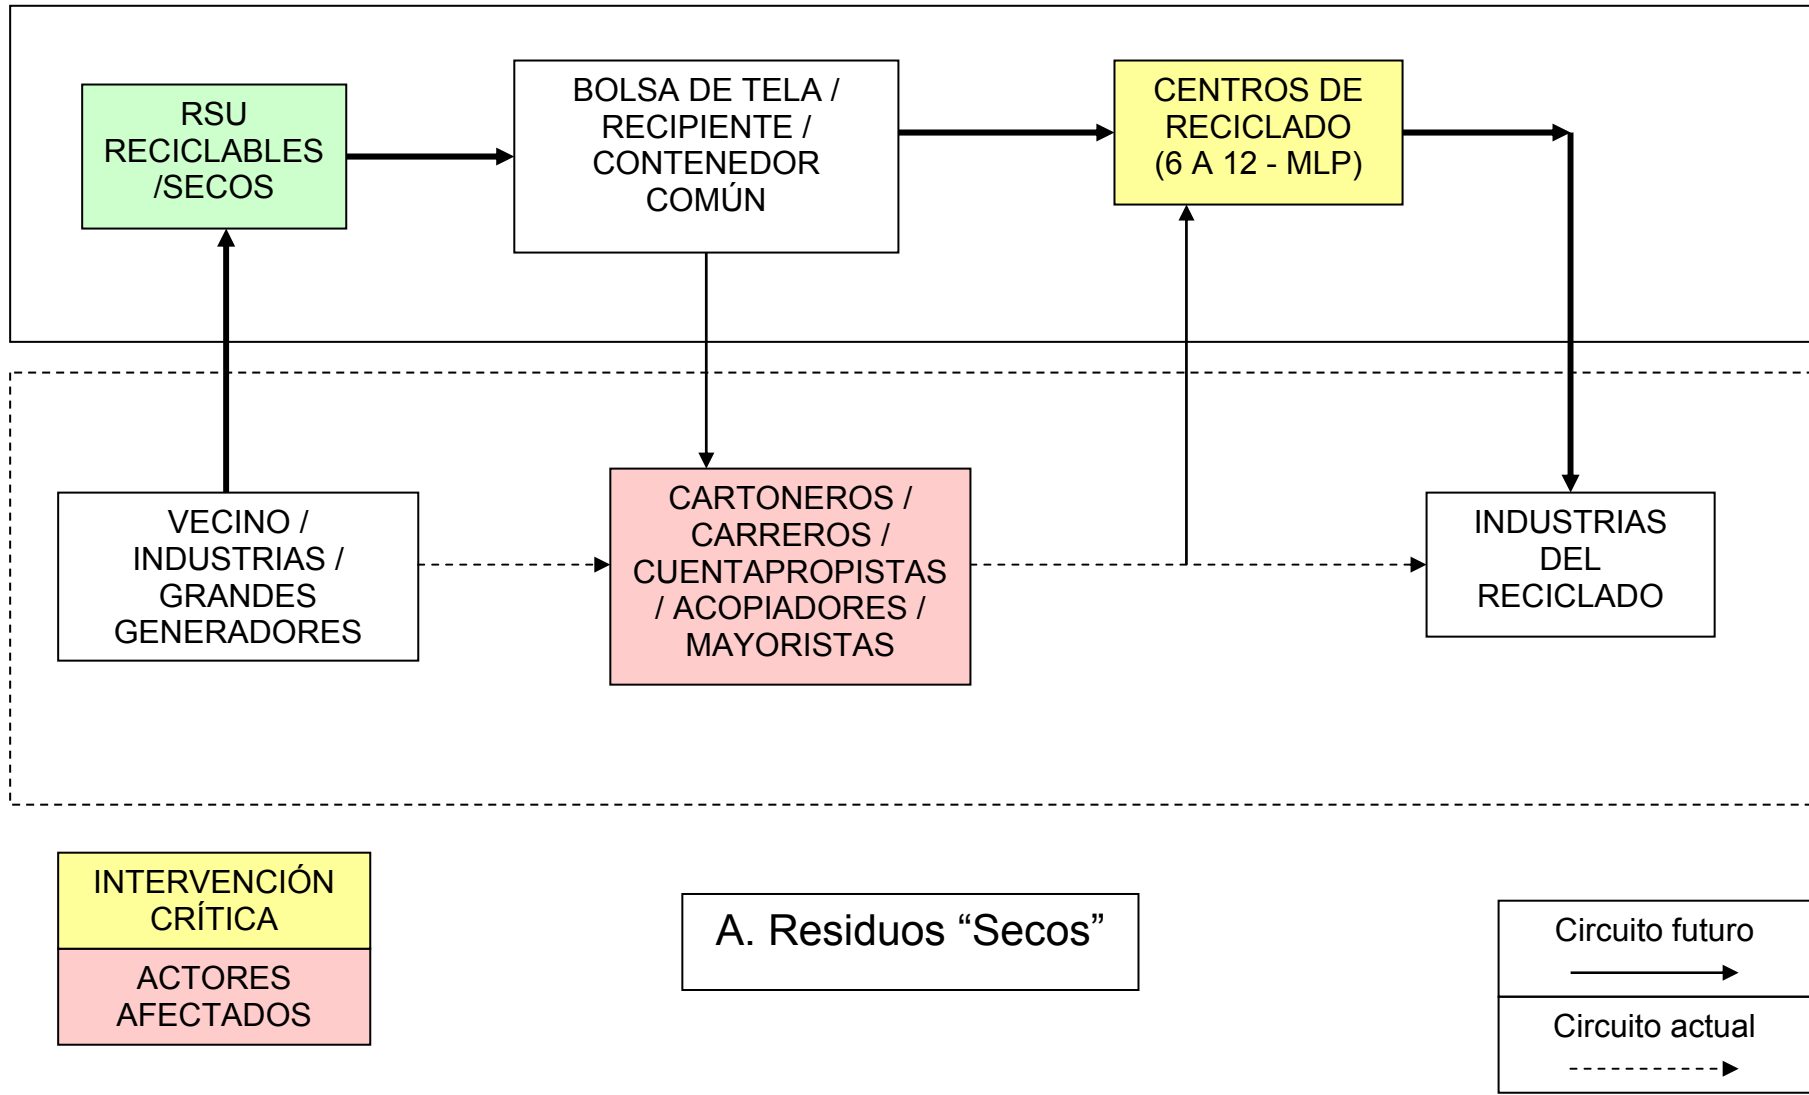 RSU
RECICLABLES
/SECOS
BOLSA DE TELA /
RECIPIENTE /
CONTENEDOR
COMÚN
CENTROS DE
RECICLADO
(6 A 12 - MLP)
VECINO /
INDUSTRIAS /
GRANDES
GENERADORES
CARTONEROS /
CARREROS /
CUENTAPROPISTAS
/ ACOPIADORES /
MAYORISTAS
INDUSTRIAS
DEL
RECICLADO
INTERVENCIÓN
CRÍTICA
ACTORES
AFECTADOS
A. Residuos “Secos”
Circuito futuro
Circuito actual